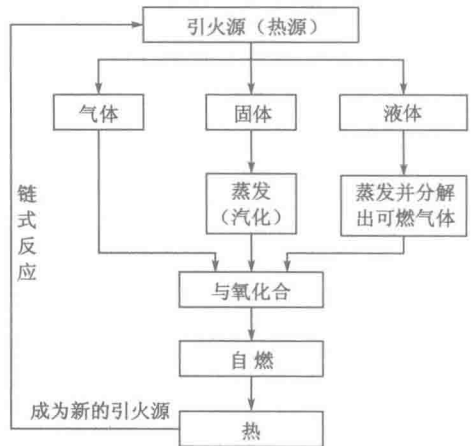 引火源（热源）
气体
固体
液体
蒸发
（汽化）
蒸发并分解
出可燃气体
链式反应
与氧化合
自燃
成为新的引火源
热